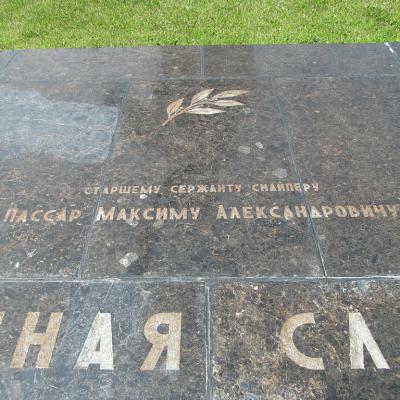 старшему сержанту снайперу
Пассар Максиму Александровичу
ная сл